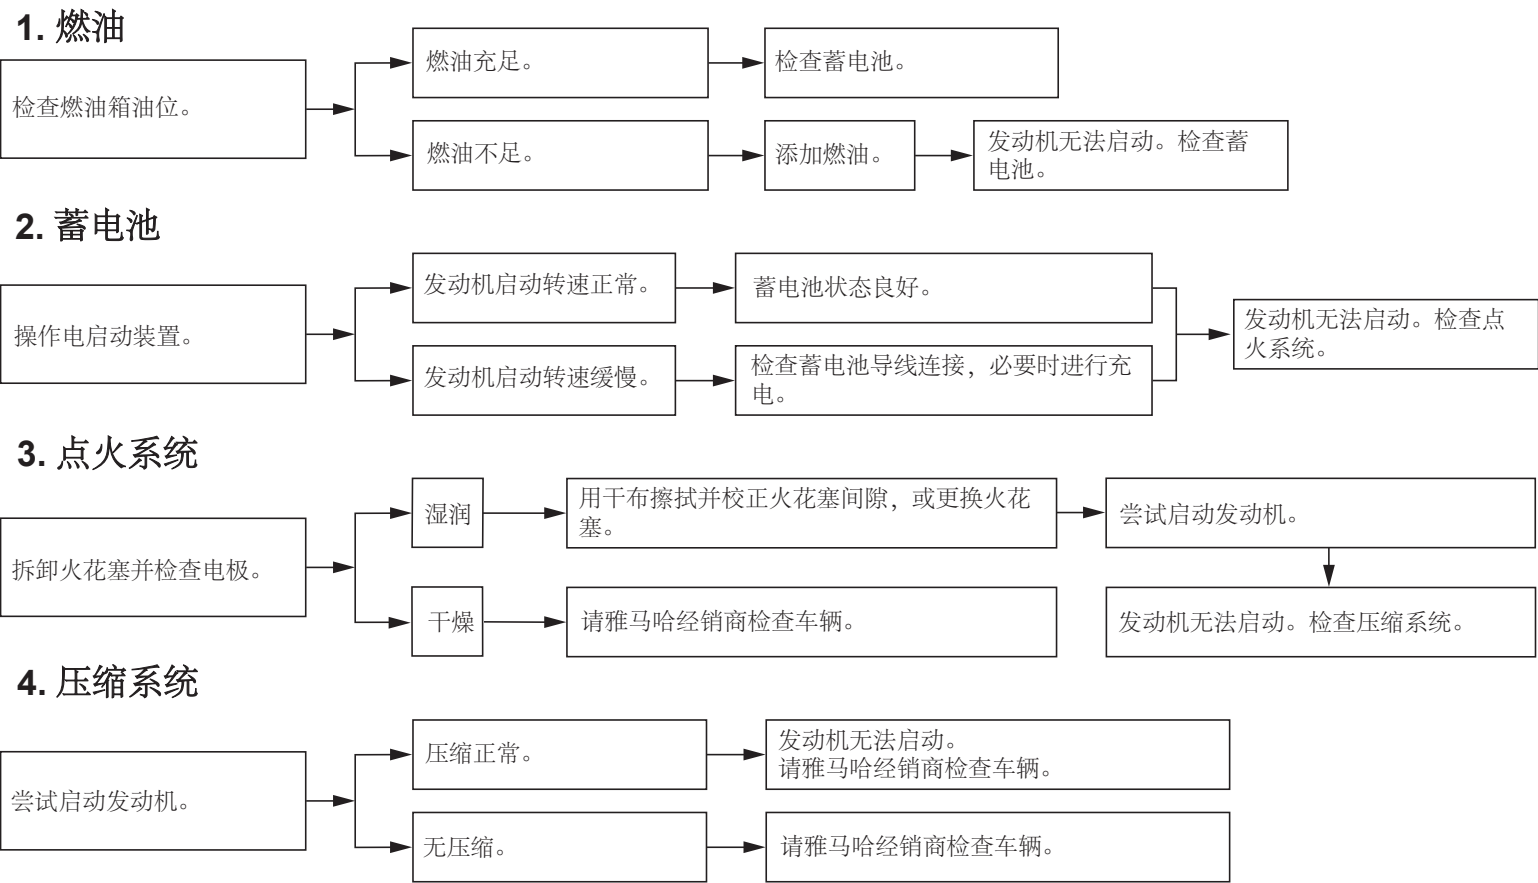 1. 燃油
检查燃油箱油位。
燃油充足。
检查蓄电池。
燃油不足。
添加燃油。
发动机无法启动。检查蓄
电池。
2. 蓄电池
操作电启动装置。
发动机启动转速正常。
蓄电池状态良好。
发动机启动转速缓慢。
检查蓄电池导线连接，必要时进行充
电。
发动机无法启动。检查点
火系统。
3. 点火系统
拆卸火花塞并检查电极。
湿润
用干布擦拭并校正火花塞间隙，或更换火花
塞。
尝试启动发动机。
干燥
请雅马哈经销商检查车辆。
发动机无法启动。检查压缩系统。
4. 压缩系统
尝试启动发动机。
压缩正常。
发动机无法启动。
请雅马哈经销商检查车辆。
无压缩。
请雅马哈经销商检查车辆。